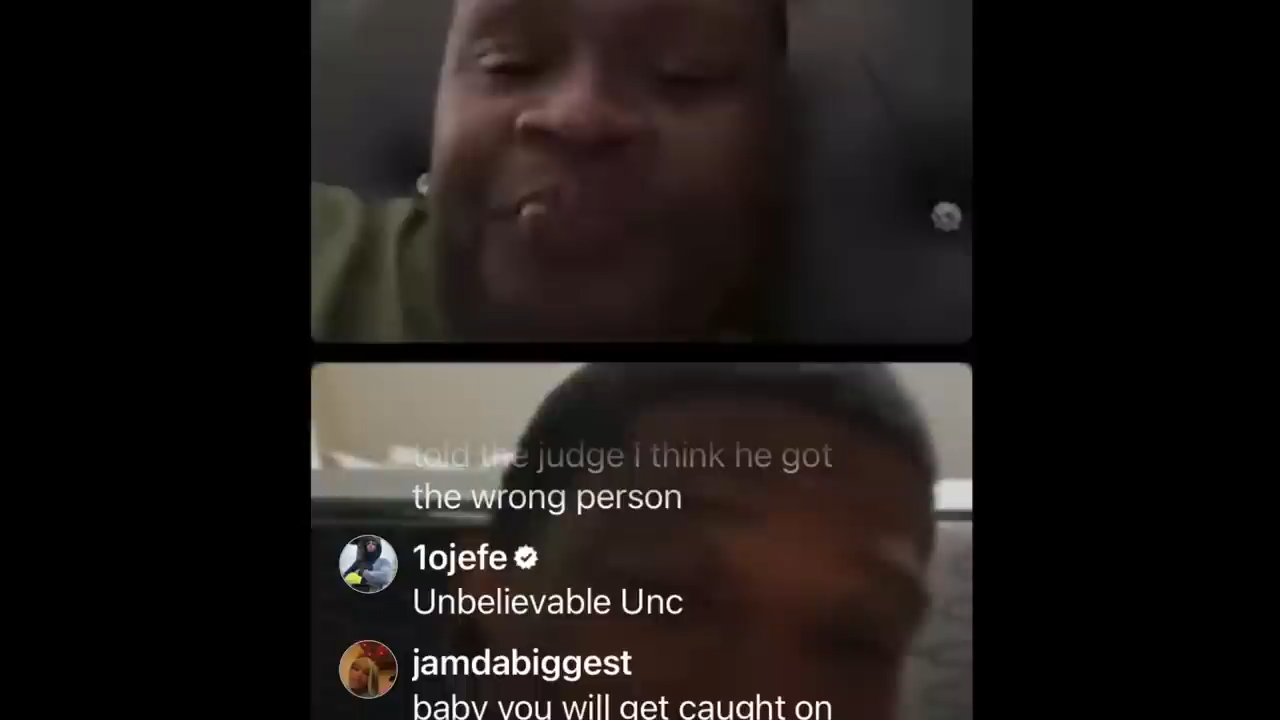 told the judge I think he got
the wrong person
1ojefe
Unbelievable Unc
jamdabiggest
baby you will get caught on